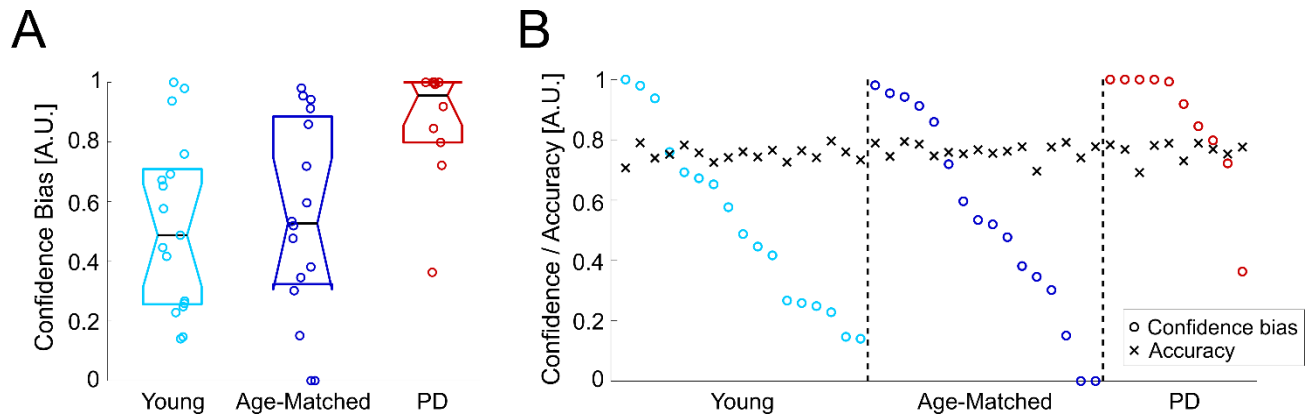 A
Confidence Bias [A.U.]
1
0.8
0.6
0.4
0.2
0
Young
Age-Matched
PD
B
Confidence / Accuracy [A.U.]
1
0.8
0.6
0.4
0.2
0
Young
Age-Matched
PD
Confidence bias
Accuracy